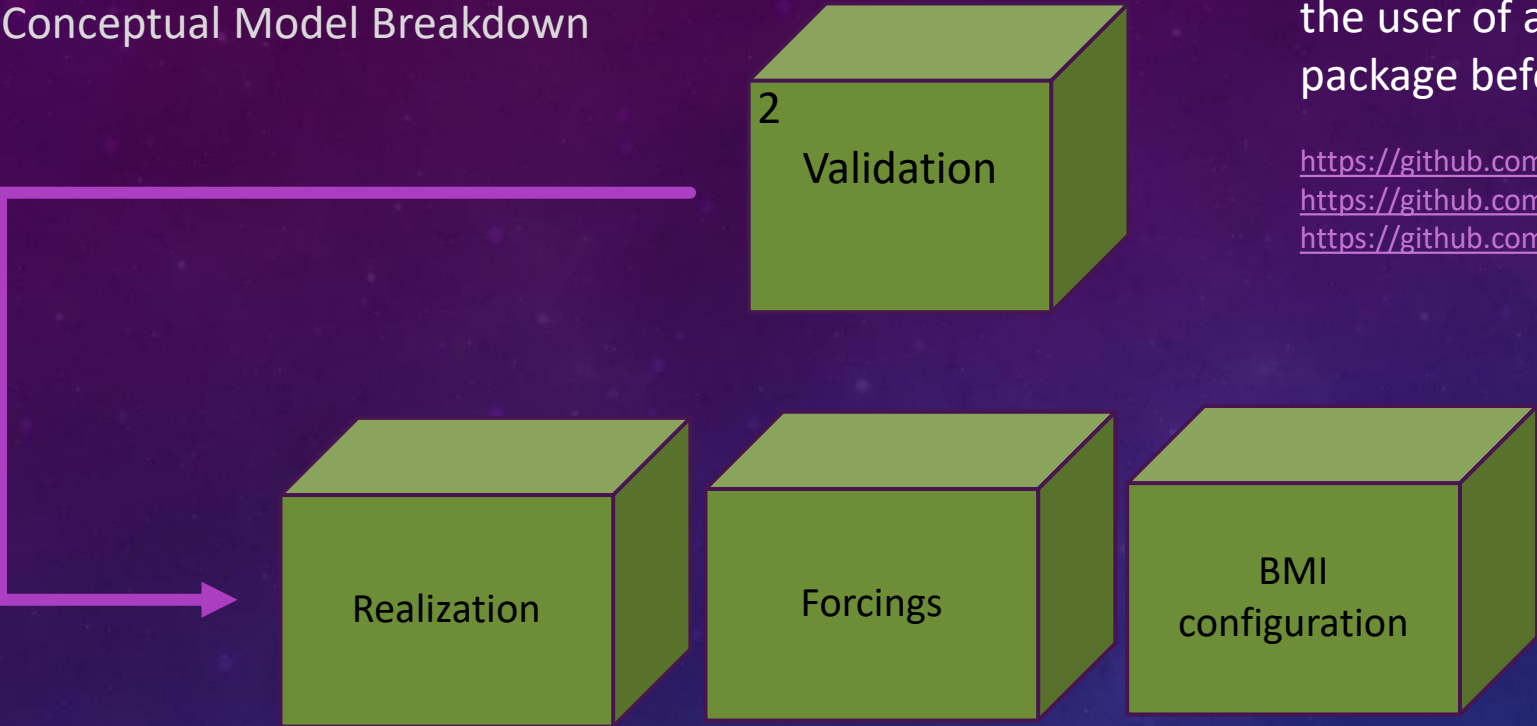 Conceptual Model Breakdown
the user of a
package bef
https://github.com
https://github.com
https://github.com
2
Validation
Realization
Forcings
BMI
configuration